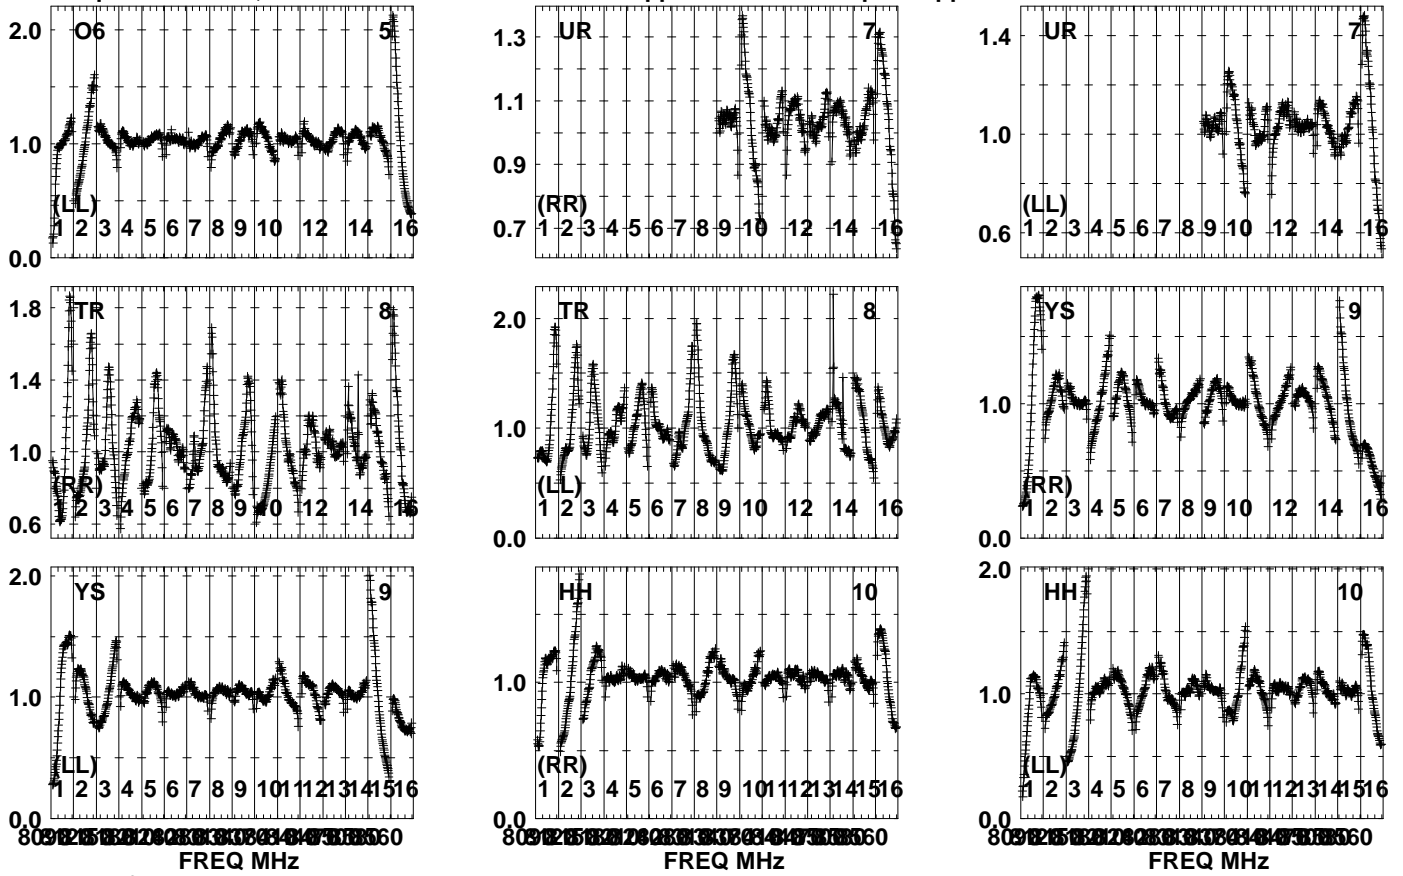 2.0 O6 5
1.0
(LL)
1 2 3 4 5 6 7 8 9 10 12 14 16
0.0
1.3 UR 7
1.1
0.9
(RR)
0.7 1 2 3 4 5 6 7 8 9 10 12 14 16
1.4 UR 7
1.0
(LL)
0.6 1 2 3 4 5 6 7 8 9 10 12 14 16
1.8 TR 8
1.4
1.0
(RR)
0.6 1 2 3 4 5 6 7 8 9 10 12 14 16
2.0 TR 8
1.0
(LL)
1 2 3 4 5 6 7 8 9 10 12 14 16
0.0
YS 9
1.0
(RR)
1 2 3 4 5 6 7 8 9 10 12 14 16
0.0
2.0 YS 9
1.0
(LL)
1 2 3 4 5 6 7 8 9 10 11 12 13 14 15 16
0.0
FREQ MHz
HH 10
1.0
(RR)
1 2 3 4 5 6 7 8 9 10 11 12 13 14 15 16
0.0
FREQ MHz
2.0 HH 10
1.0
(LL)
1 2 3 4 5 6 7 8 9 10 11 12 13 14 15 16
0.0
FREQ MHz